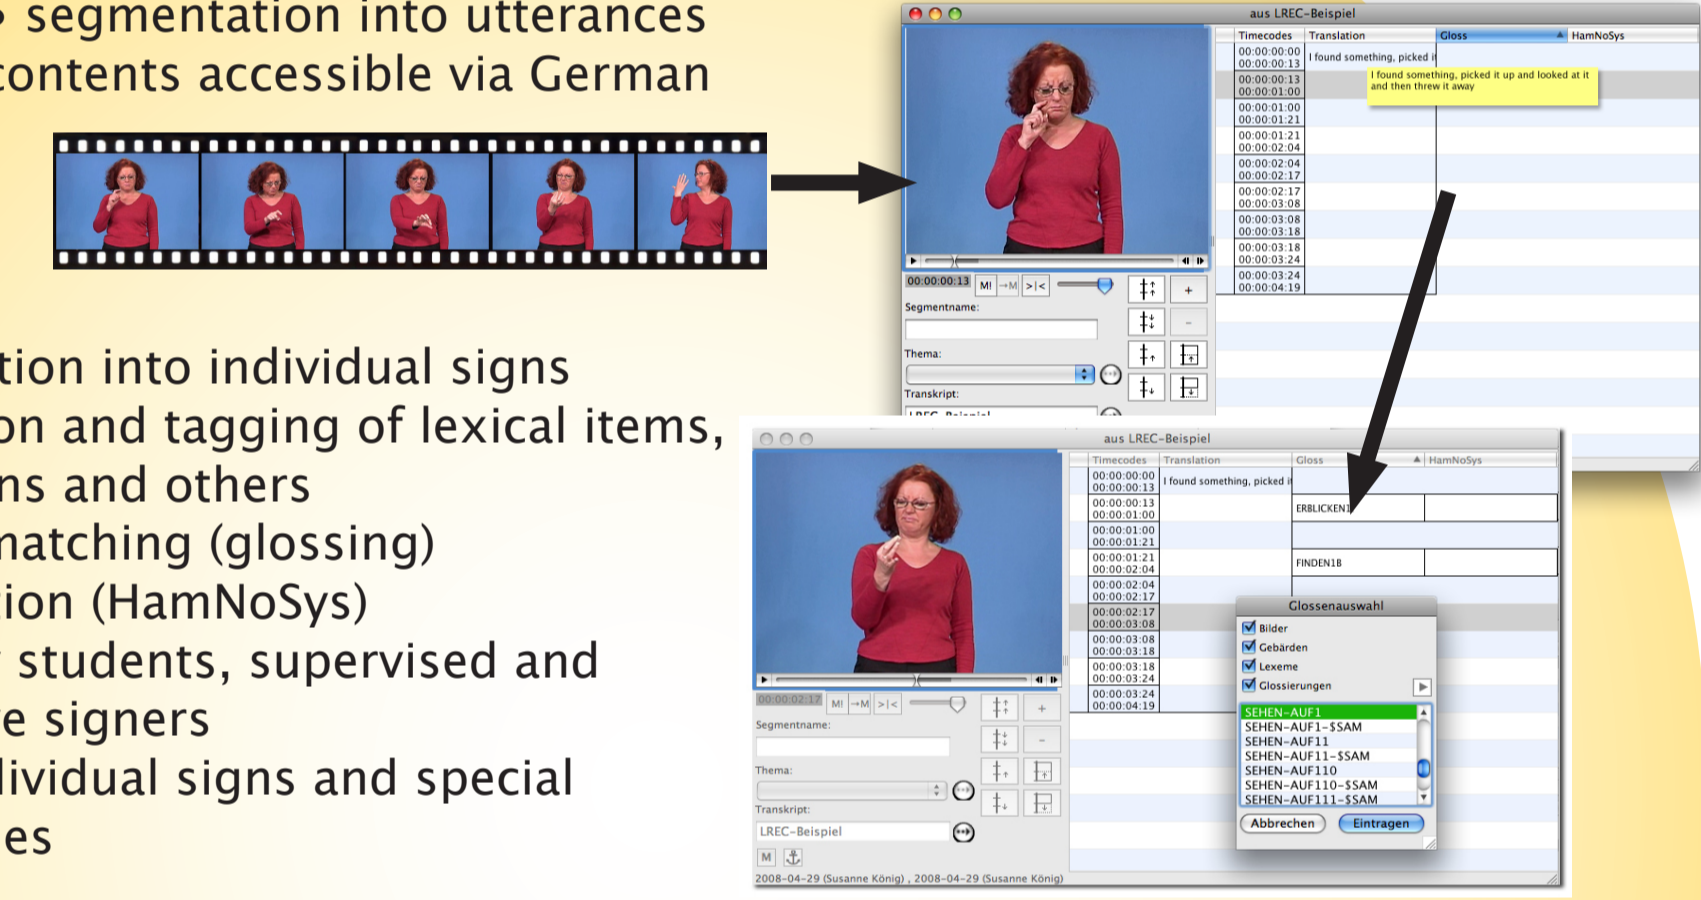 segmentation into utterances
contents accessible via German
tion into individual signs
on and tagging of lexical items,
ns and others
matching (glossing)
tion (HamNoSys)
students, supervised and
e signers
dividual signs and special
es
aus LREC-Beispiel
Timecodes Translation Gloss HamNoSys
00:00:00:00
00:00:00:13
I found something, picked it
I found something, picked it up and looked at it
and then threw it away
00:00:00:13
00:00:01:00
00:00:01:00
00:00:01:21
00:00:01:21
00:00:02:04
00:00:02:04
00:00:02:17
00:00:02:17
00:00:03:08
00:00:03:08
00:00:03:18
00:00:03:18
00:00:03:24
00:00:03:24
00:00:04:19
00:00:00:13 M! →M >|<
Segmentname:
+
-
Thema:
Transkript:
LREC-Beispiel
aus LREC-Beispiel
Timecodes Translation Gloss HamNoSys
00:00:00:00
00:00:00:13
I found something, picked it
00:00:00:13
00:00:01:00
ERBLICKEN1
00:00:01:00
00:00:01:21
00:00:01:21
00:00:02:04
FINDEN1B
00:00:02:04
00:00:02:17
00:00:02:17
00:00:03:08
00:00:03:08
00:00:03:18
00:00:03:18
00:00:03:24
00:00:03:24
00:00:04:19
Glossenauswahl
Bilder
Gebärden
Lexeme
Glossierungen
SEHEN-AUF1
SEHEN-AUF1-$SAM
SEHEN-AUF11
SEHEN-AUF11-$SAM
SEHEN-AUF110
SEHEN-AUF110-$SAM
SEHEN-AUF111-$SAM
Abbrechen Eintragen
00:00:02:17 M! →M >|<
Segmentname:
+
-
Thema:
Transkript:
LREC-Beispiel
M
2008-04-29 (Susanne König) , 2008-04-29 (Susanne König)